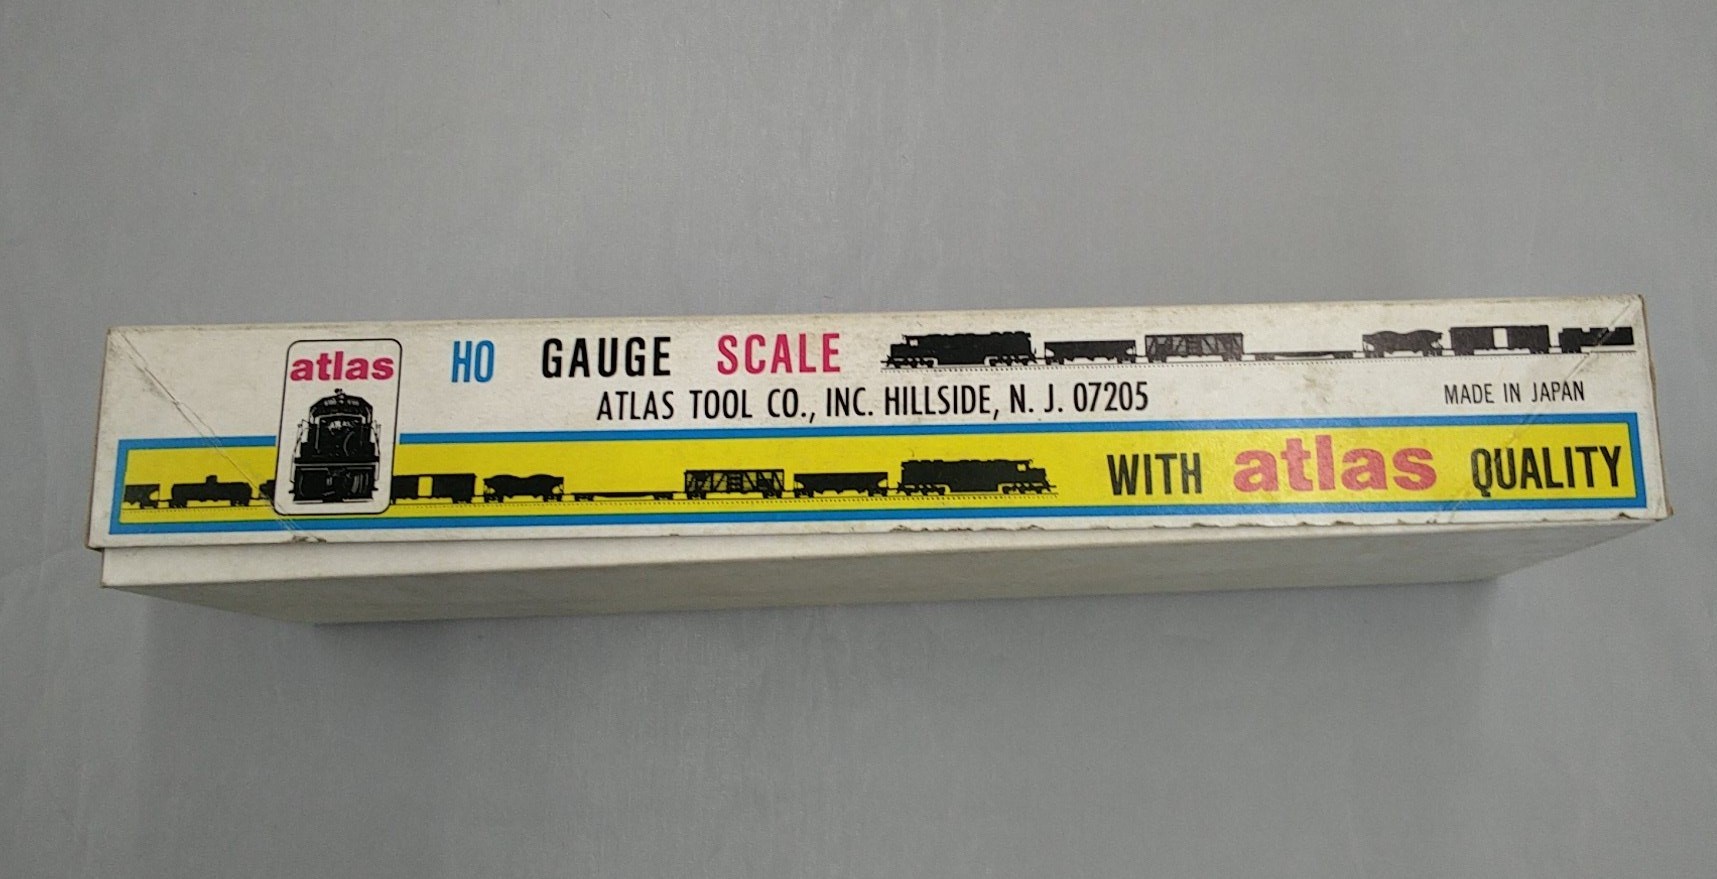 atlas
HO GAUGE SCALE
ATLAS TOOL CO., INC. HILLSIDE, N. J. 07205
MADE IN JAPAN
WITH atlas QUALITY